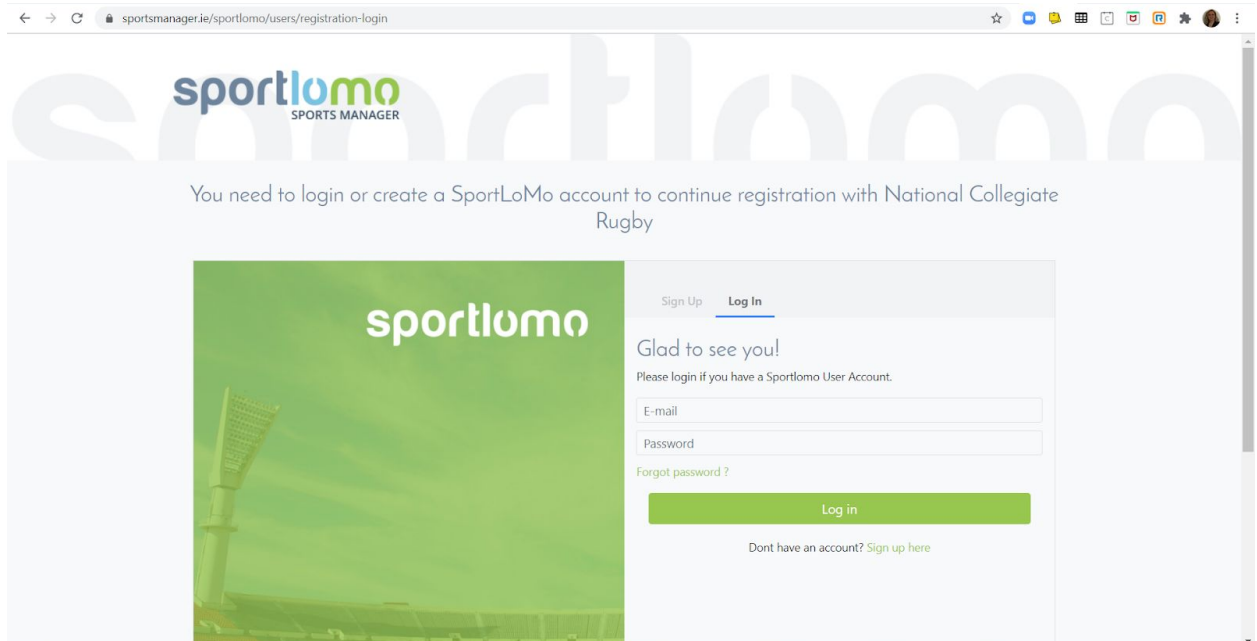 sportsmanager.ie/sportlomo/users/registration-login
sportlomo
SPORTS MANAGER
sportlomo
You need to login or create a SportLoMo account to continue registration with National Collegiate
Rugby
sportlomo
Sign Up Log In
Glad to see you!
Please login if you have a Sportlomo User Account.
E-mail
Password
Forgot password ?
Log in
Dont have an account? Sign up here